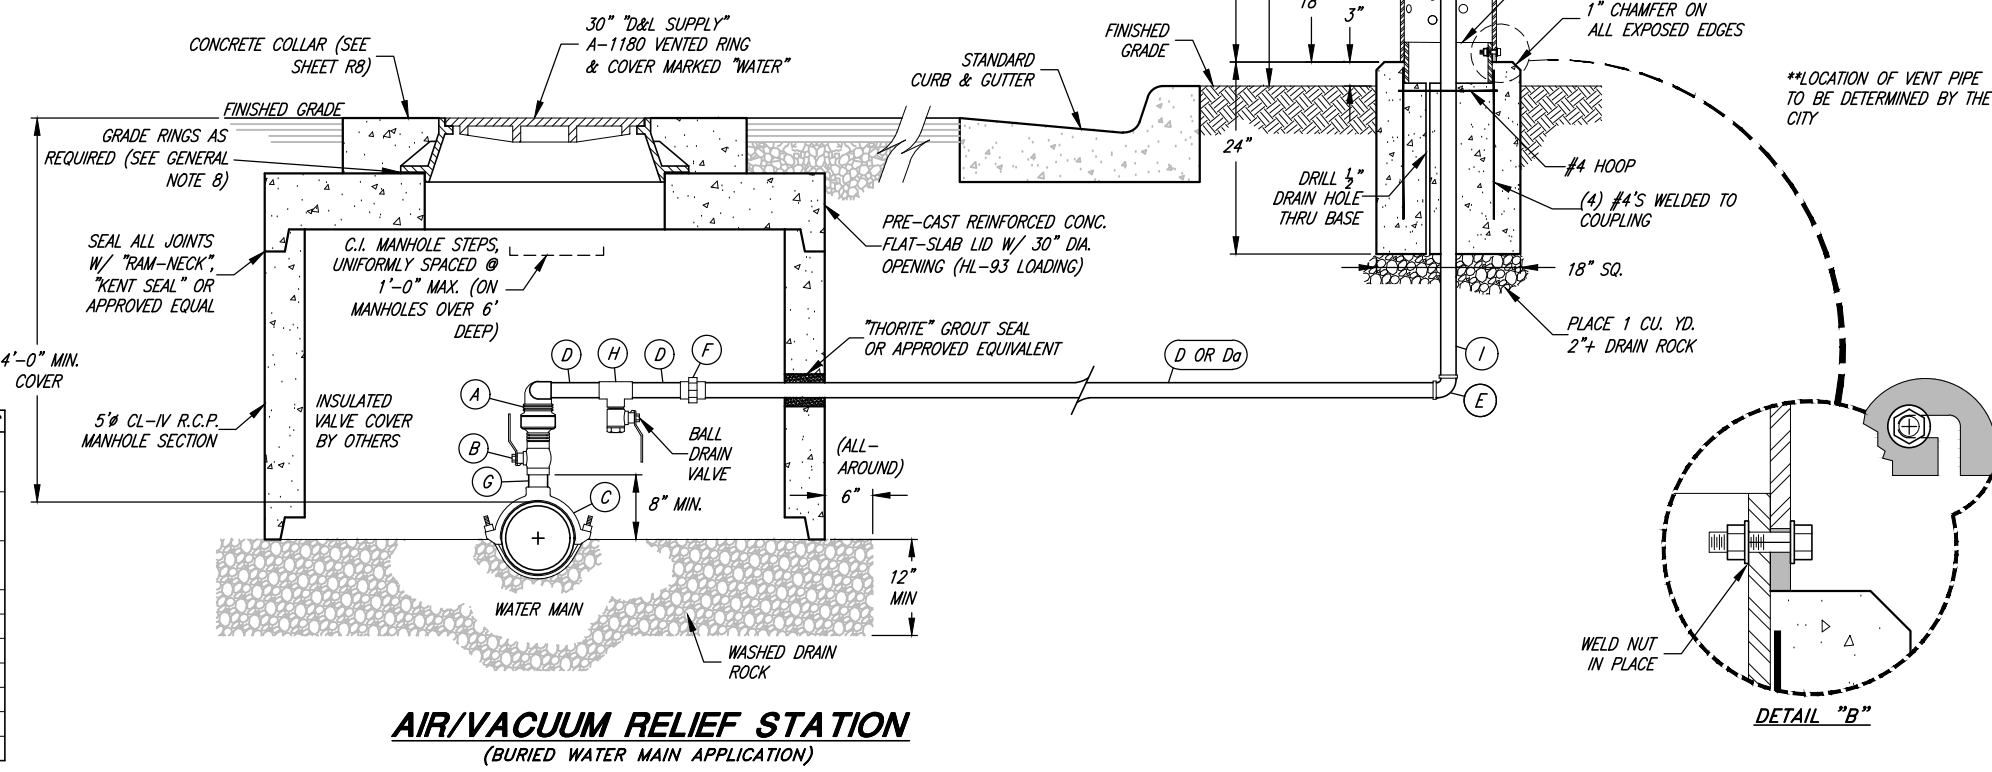 30" "D&L SUPPLY"
A-1180 VENTED RING
& COVER MARKED "WATER"
CONCRETE COLLAR (SEE
SHEET R8)
FINISHED GRADE
GRADE RINGS AS
REQUIRED (SEE GENERAL
NOTE 8)
SEAL ALL JOINTS
W/ "RAM-NECK",
"KENT SEAL" OR
APPROVED EQUAL
4'-0" MIN.
COVER
5'ø CL-IV R.C.P.
MANHOLE SECTION
C.I. MANHOLE STEPS,
UNIFORMLY SPACED @
1'-0" MAX. (ON
MANHOLES OVER 6'
DEEP)
INSULATED
VALVE COVER
BY OTHERS
STANDARD
CURB & GUTTER
PRE-CAST REINFORCED CONC.
FLAT-SLAB LID W/ 30" DIA.
OPENING (HL-93 LOADING)
"THORITE" GROUT SEAL
OR APPROVED EQUIVALENT
D
H
D
F
A
B
G
C
D OR Da
I
E
BALL
DRAIN
VALVE
8" MIN.
(ALL-
AROUND)
6"
12"
MIN
WATER MAIN
WASHED DRAIN
ROCK
FINISHED
GRADE
18"
3"
24"
1" CHAMFER ON
ALL EXPOSED EDGES
**LOCATION OF VENT PIPE
TO BE DETERMINED BY THE
CITY
DRILL ½"
DRAIN HOLE
THRU BASE
#4 HOOP
(4) #4'S WELDED TO
COUPLING
18" SQ.
PLACE 1 CU. YD.
2"+ DRAIN ROCK
WELD NUT
IN PLACE
DETAIL "B"
AIR/VACUUM RELIEF STATION
(BURIED WATER MAIN APPLICATION)